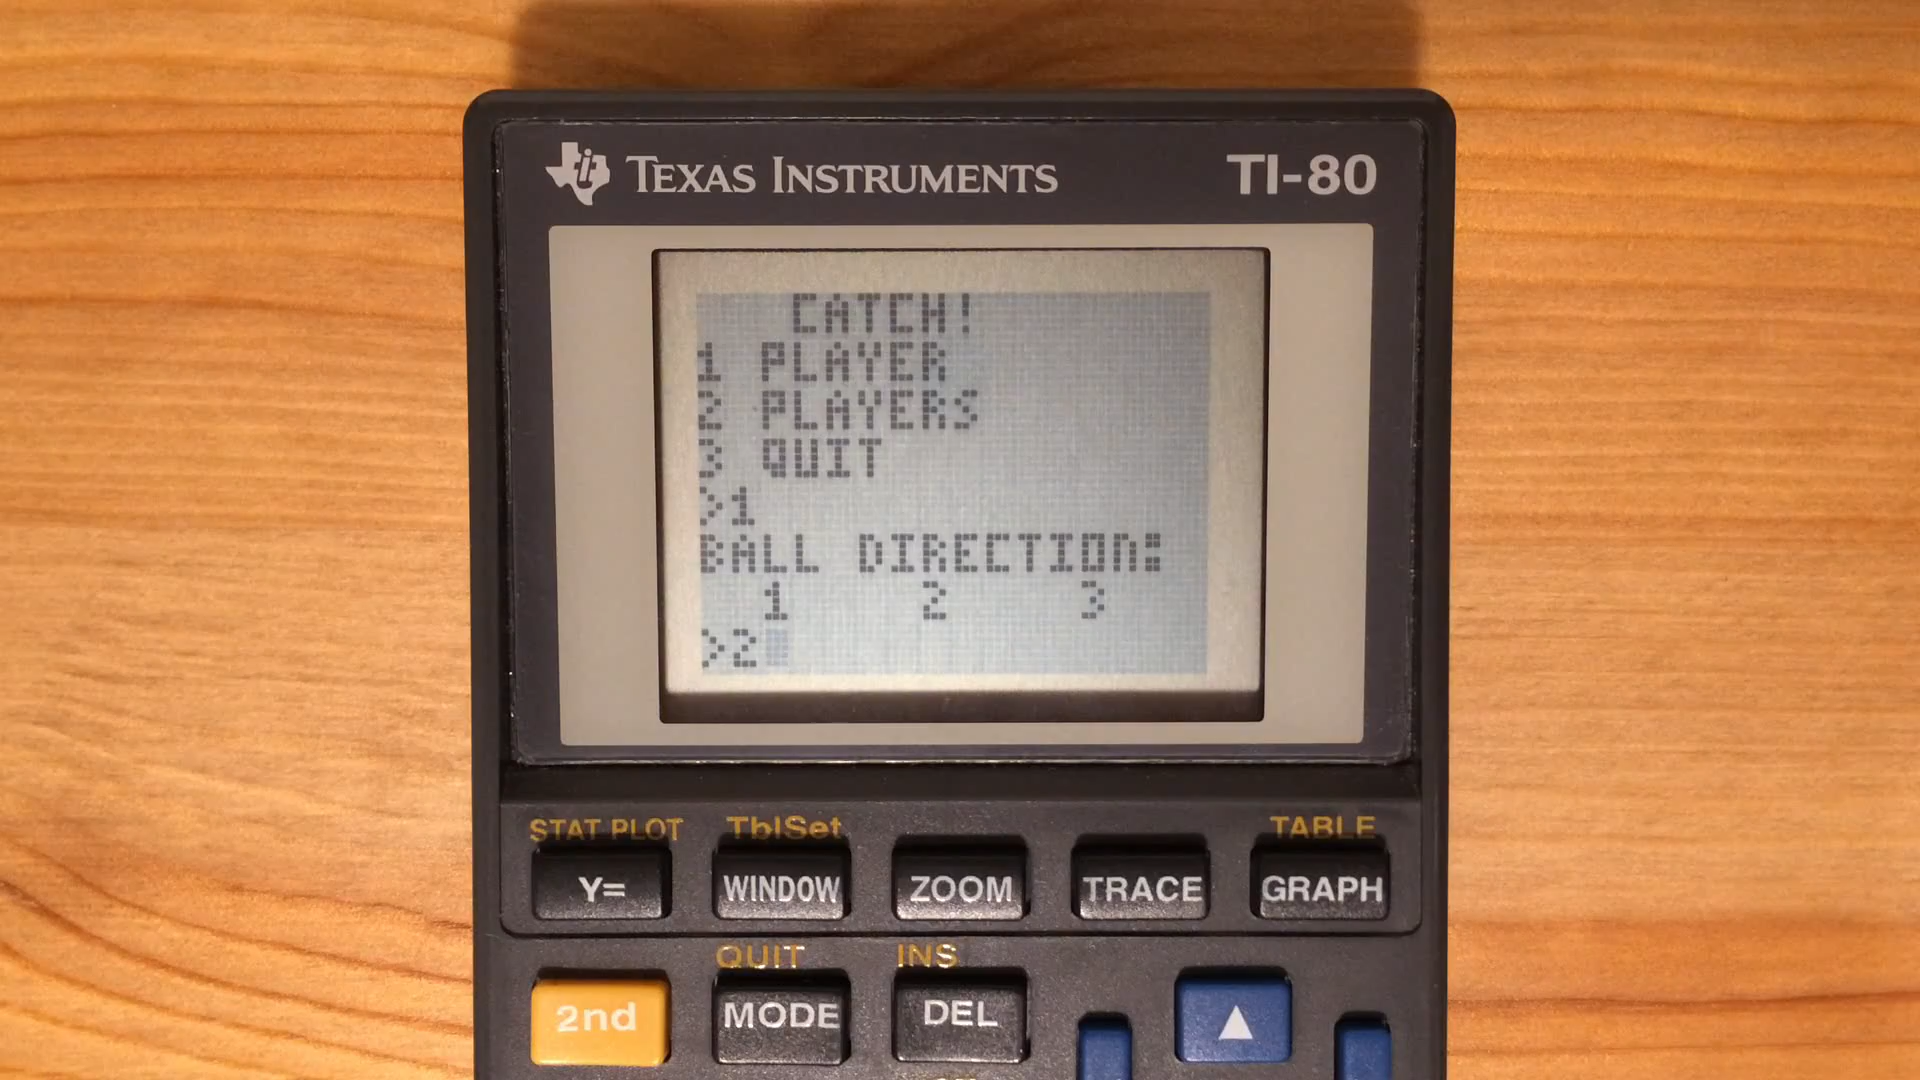 TEXAS INSTRUMENTS TI-80
CATCH!
1 PLAYER
2 PLAYERS
3 QUIT
>1
BALL DIRECTION:
1 2 3
>2
STAT PLOT TblSet TABLE
Y= WINDOW ZOOM TRACE GRAPH
QUIT INS
2nd MODE DEL